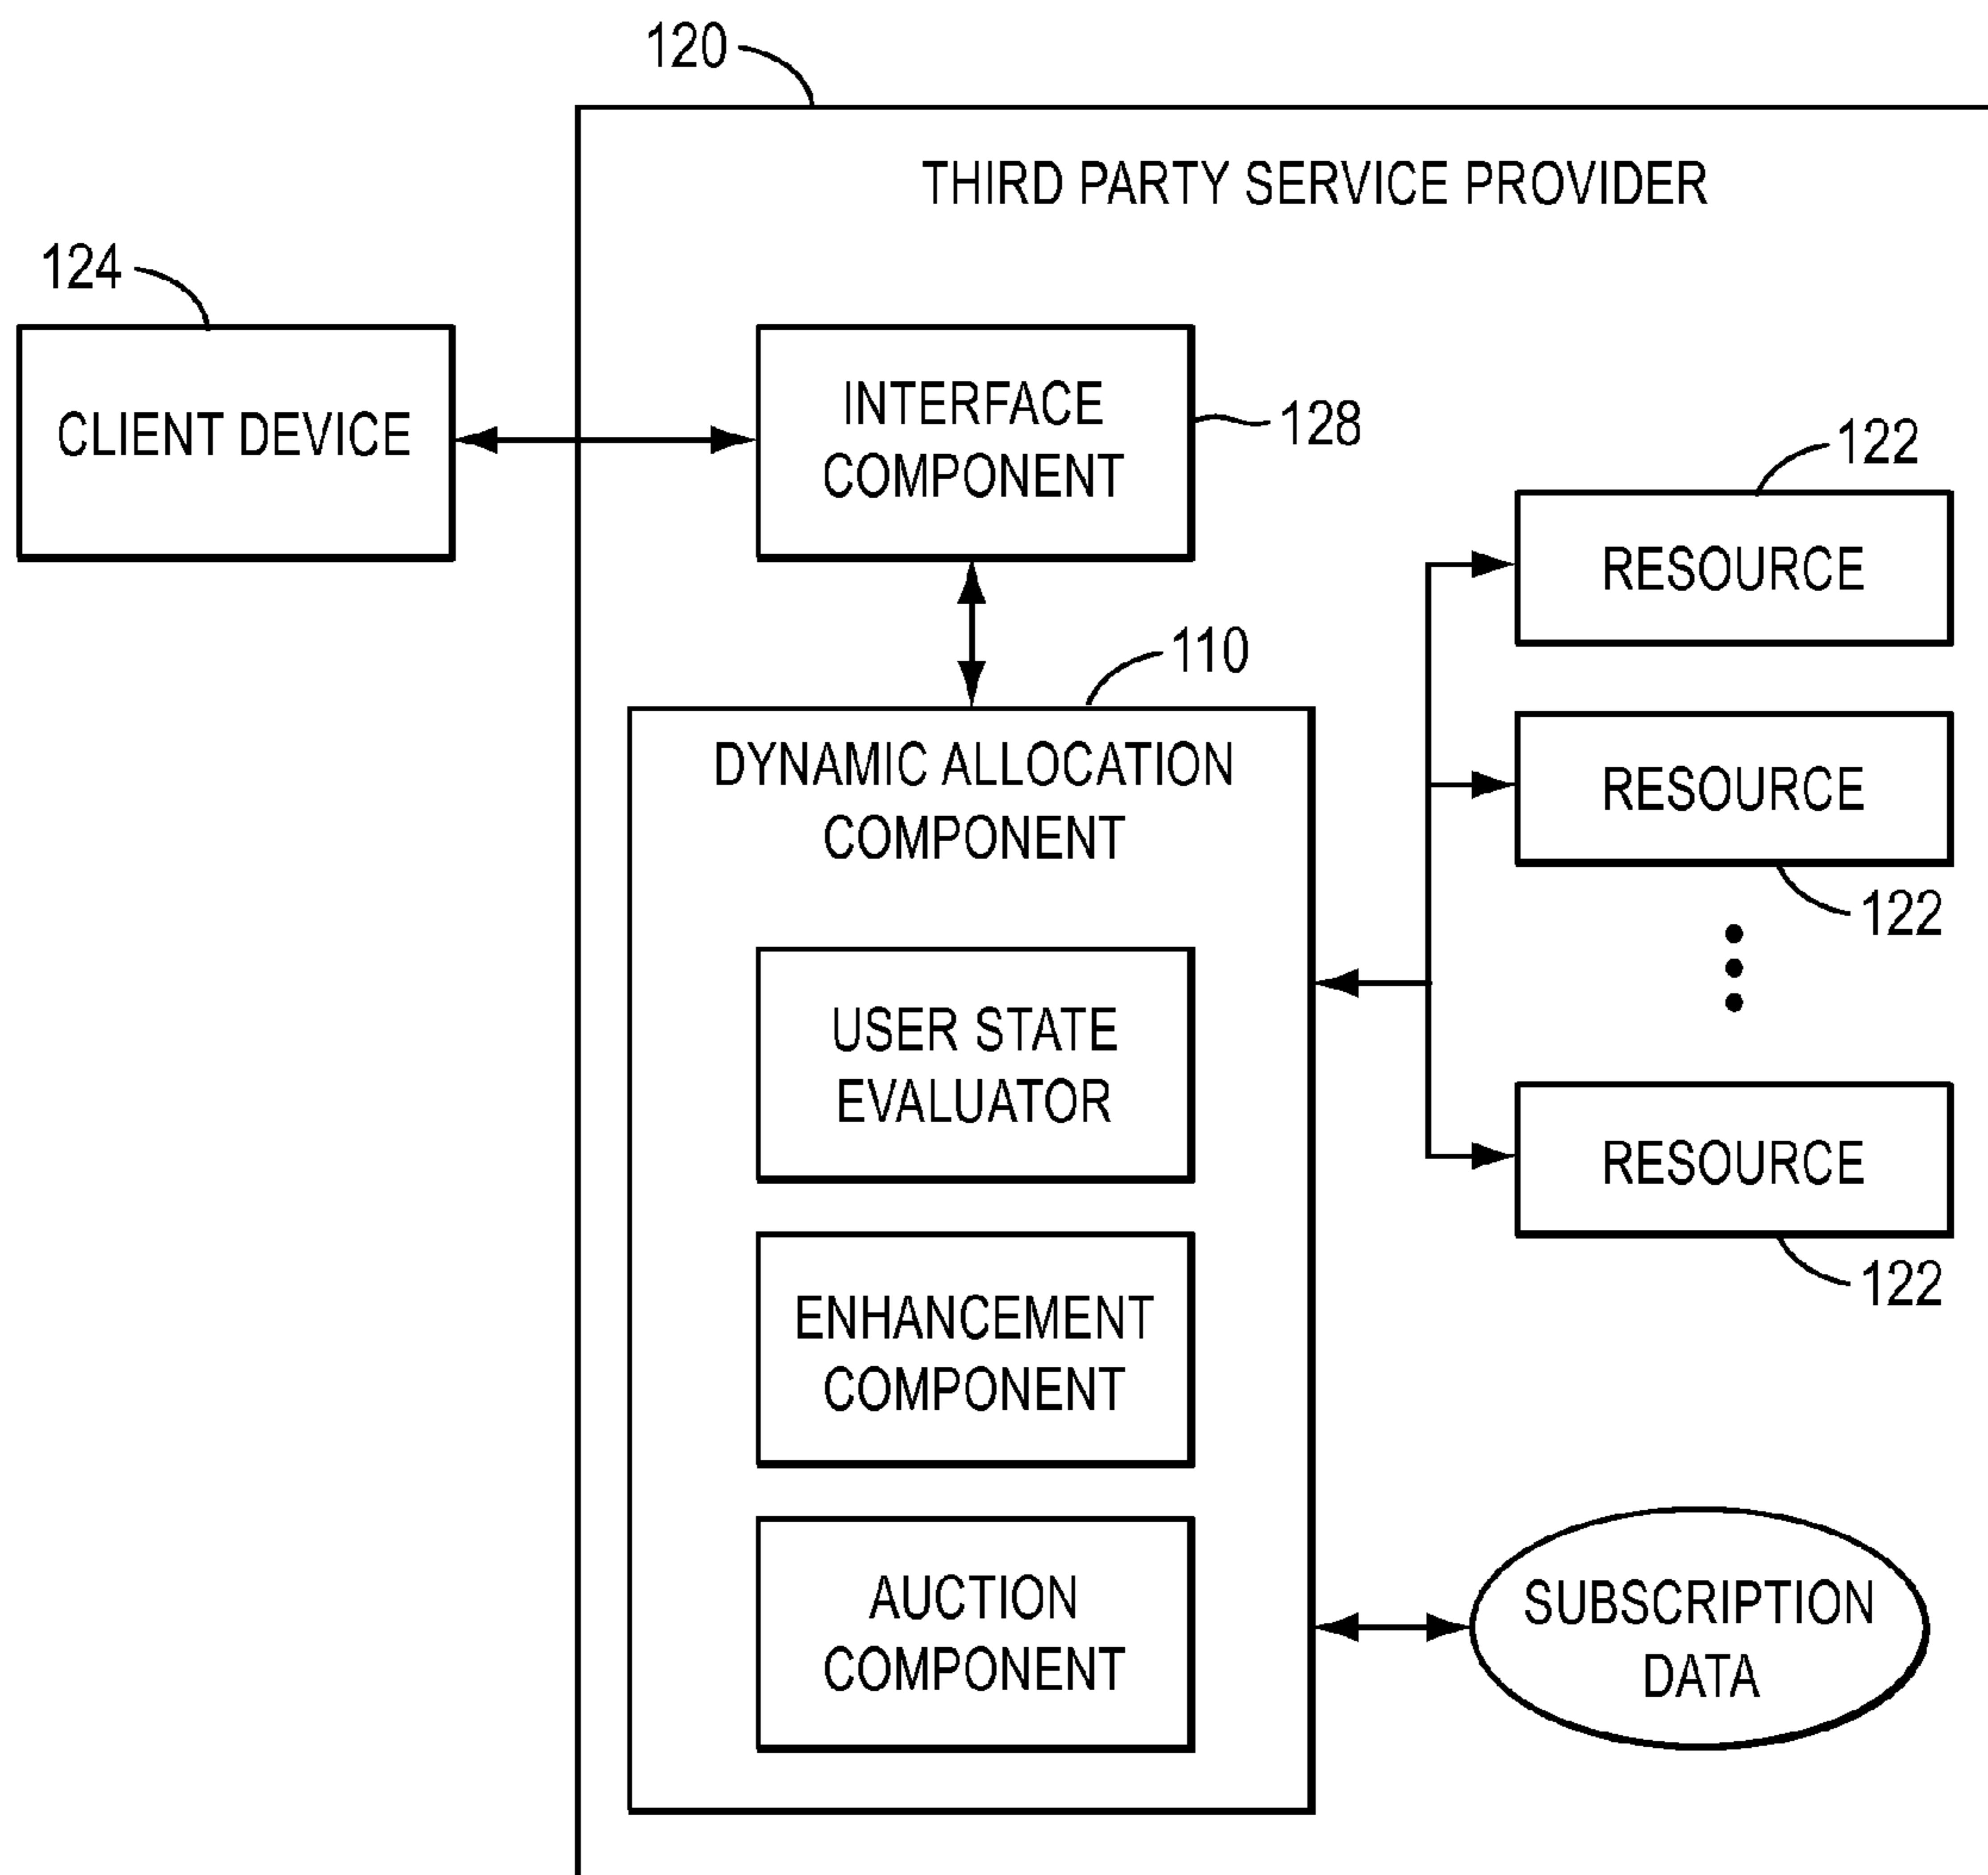 120
THIRD PARTY SERVICE PROVIDER
124
CLIENT DEVICE
INTERFACE
COMPONENT
128
122
RESOURCE
110
DYNAMIC ALLOCATION
COMPONENT
RESOURCE
122
USER STATE
EVALUATOR
RESOURCE
122
ENHANCEMENT
COMPONENT
AUCTION
COMPONENT
SUBSCRIPTION
DATA